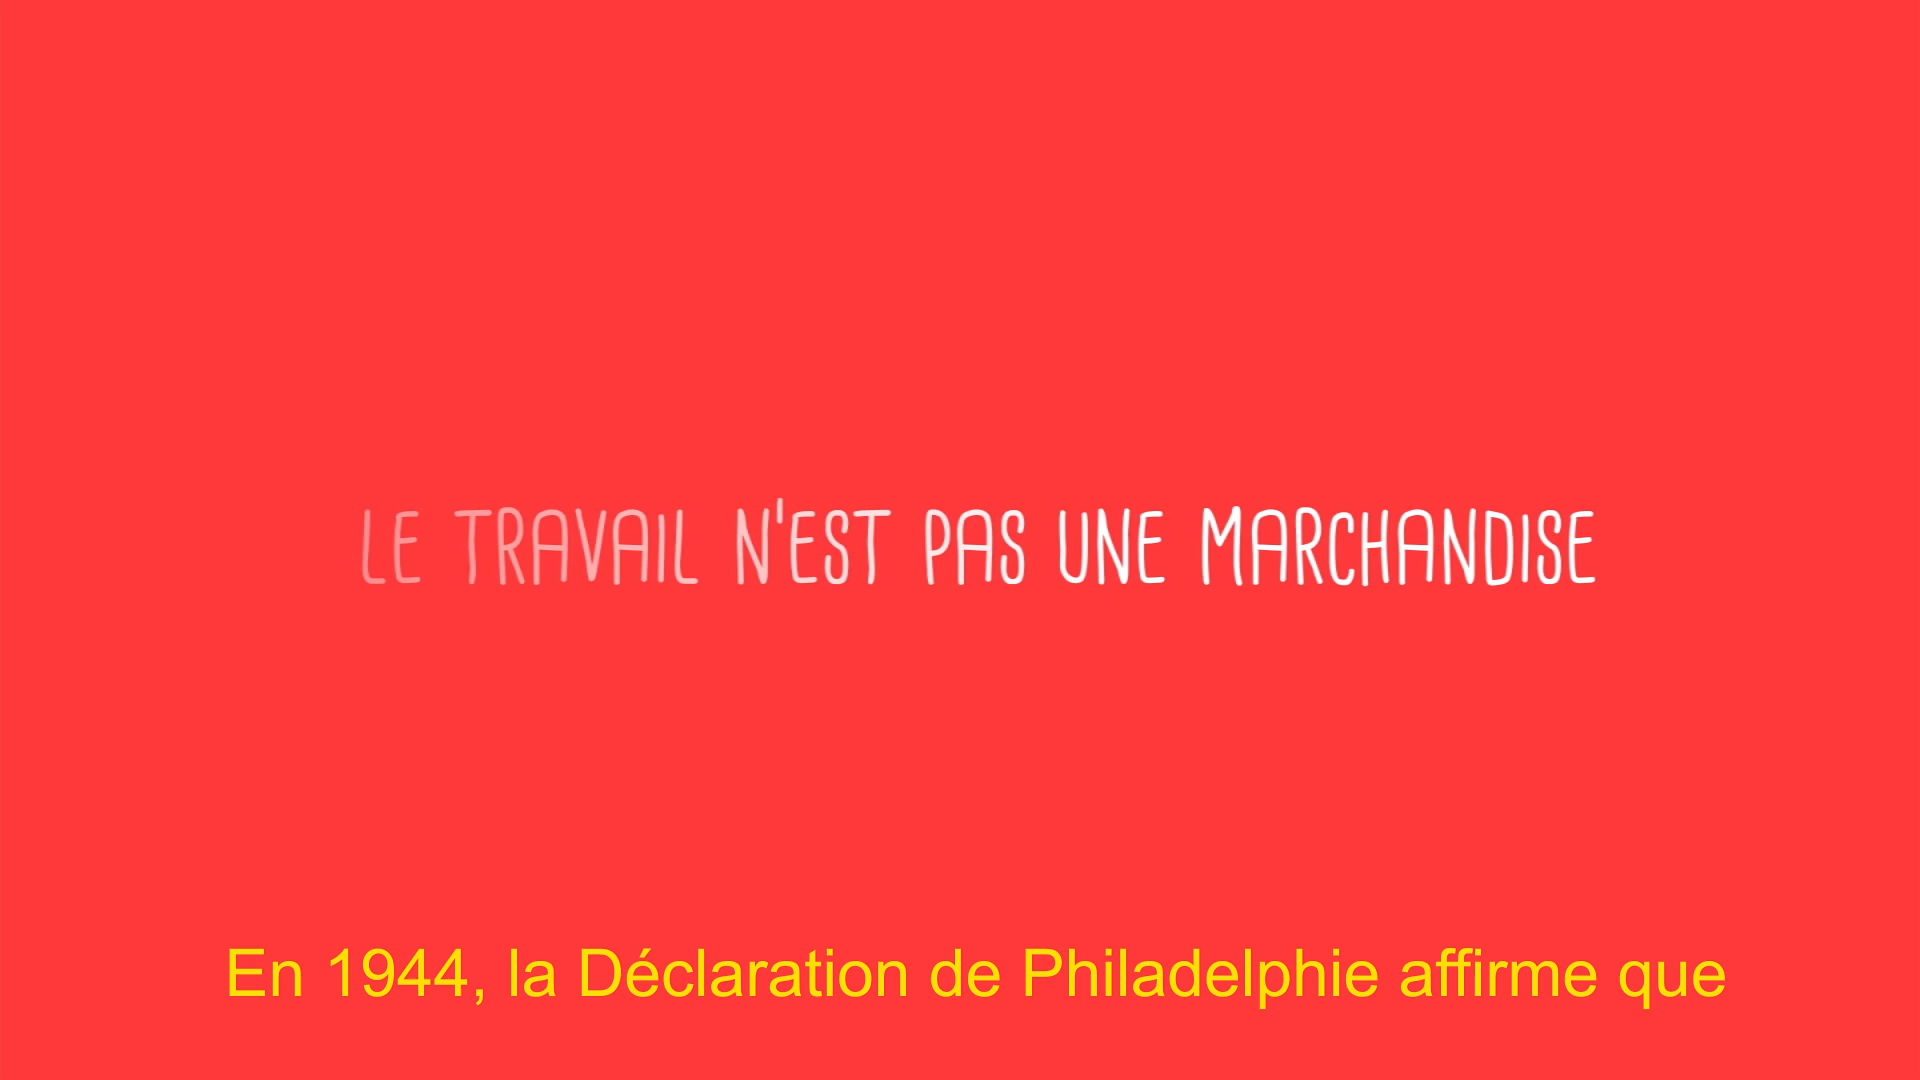 LE TRAVAIL N'EST PAS UNE MARCHANDISE
En 1944, la Déclaration de Philadelphie affirme que